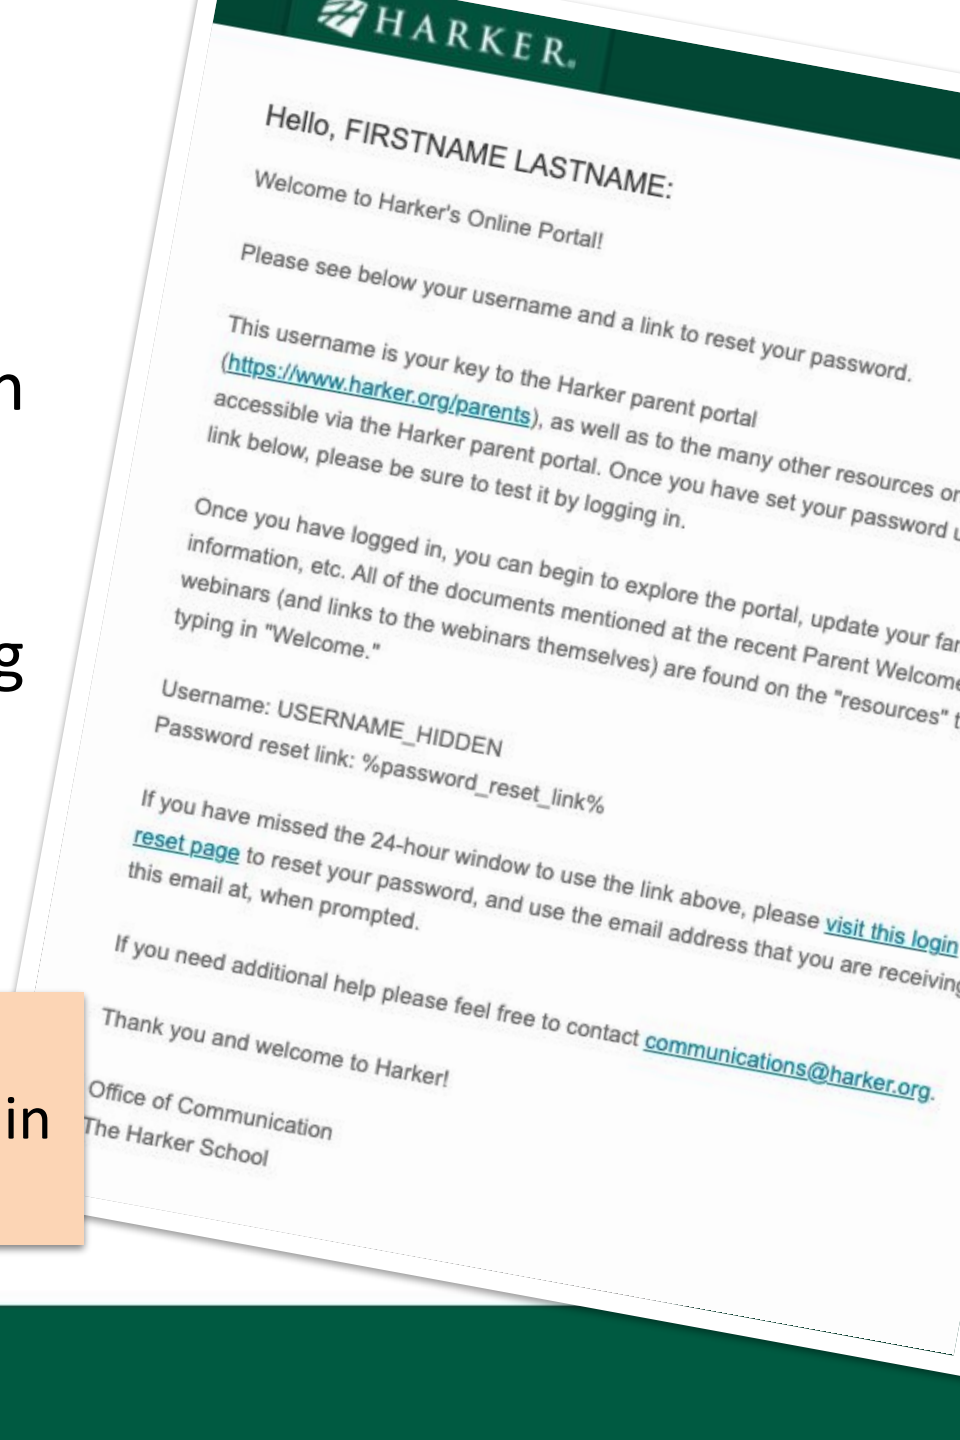 HARKER®
Hello, FIRSTNAME LASTNAME:
Welcome to Harker's Online Portal!
Please see below your username and a link to reset your password.
This username is your key to the Harker parent portal
(https://www.harker.org/parents), as well as to the many other resources or
accessible via the Harker parent portal. Once you have set your password u
link below, please be sure to test it by logging in.
Once you have logged in, you can begin to explore the portal, update your far
information, etc. All of the documents mentioned at the recent Parent Welcome
webinars (and links to the webinars themselves) are found on the "resources" t
typing in "Welcome."
Username: USERNAME_HIDDEN
Password reset link: %password_reset_link%
If you have missed the 24-hour window to use the link above, please visit this login
reset page to reset your password, and use the email address that you are receiving
this email at, when prompted.
If you need additional help please feel free to contact communications@harker.org.
Thank you and welcome to Harker!
Office of Communication
The Harker School
n
g
in